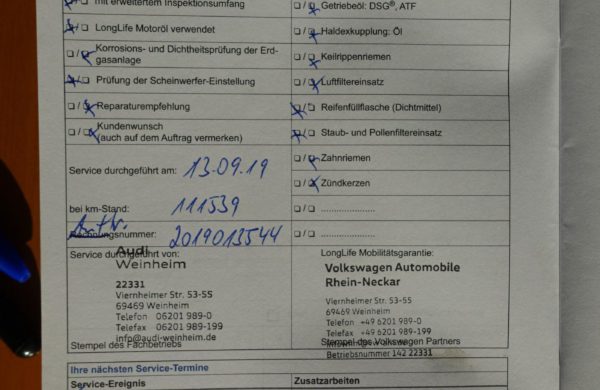 mit erweitertem Inspektionsumfang
Getriebeöl: DSG®, ATF
LongLife Motoröl verwendet
Haldexkupplung: Öl
Korrosions- und Dichtheitsprüfung der Erd-
gasanlage
Keilrippenriemen
Prüfung der Scheinwerfer-Einstellung
Luftfiltereinsatz
Reparaturempfehlung
Reifenfüllflasche (Dichtmittel)
Kundenwunsch
(auch auf dem Auftrag vermerken)
Staub- und Pollenfiltereinsatz
Service durchgeführt am: 13.09.19
Zahnriemen
Zündkerzen
bei km-Stand: 111539
Rechnungsnummer: 2019013544
Service durchgeführt von:
LongLife Mobilitätsgarantie:
Audi
Weinheim
22331
Viernheimer Str. 53-55
69469 Weinheim
Telefon 06201 989-0
Telefax 06201 989-199
info@audi-weinheim.de
Stempel des Fachbetriebs
Volkswagen Automobile
Rhein-Neckar
Viernheimer Str. 53-55
69469 Weinheim
Telefon +49 6201 989-0
Telefax +49 6201 989-199
Stempel des Volkswagen Partners
Betriebsnummer 142 22331
Ihre nächsten Service-Termine
Service-Ereignis
Zusatzarbeiten